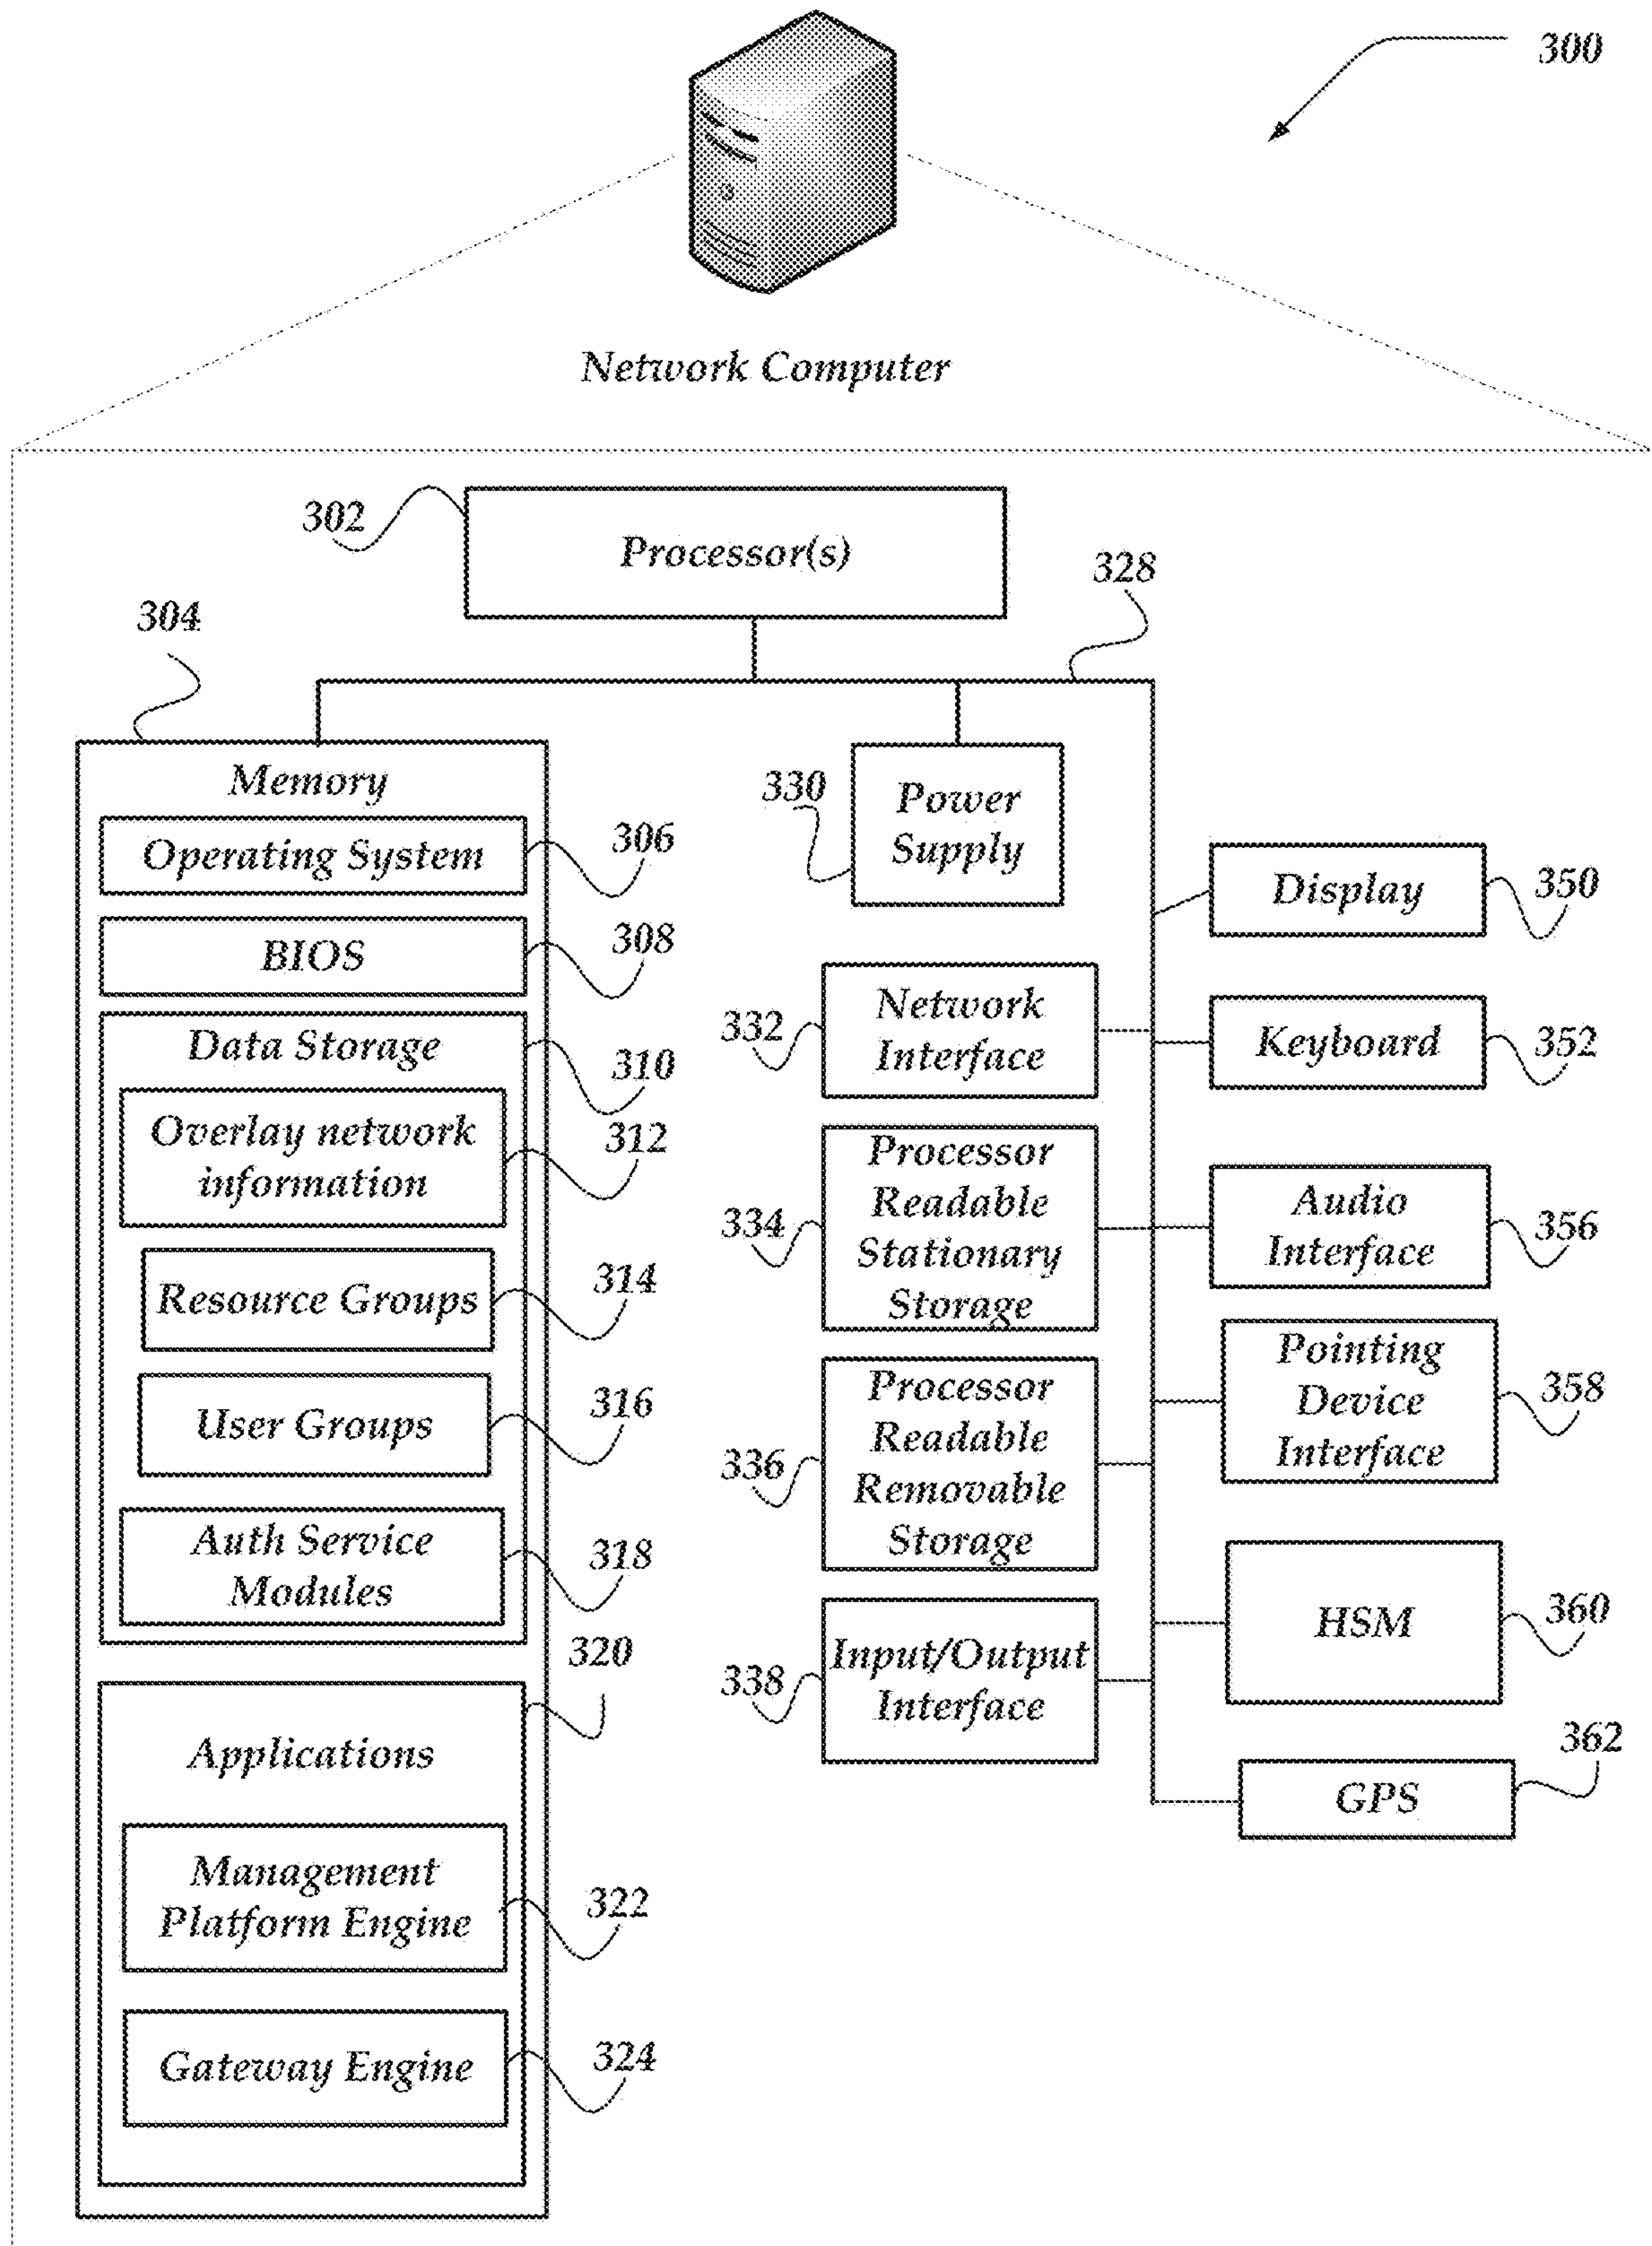 300
Network Computer
302
Processor(s)
328
304
Memory
Operating System
306
BIOS
308
Data Storage
310
Overlay network
information
312
Resource Groups
314
User Groups
316
Auth Service
Modules
318
320
Applications
Management
Platform Engine
322
Gateway Engine
324
330
Power
Supply
332
Network
Interface
334
Processor
Readable
Stationary
Storage
336
Processor
Readable
Removable
Storage
338
Input/Output
Interface
Display
350
Keyboard
352
Audio
Interface
356
Pointing
Device
Interface
358
HSM
360
362
GPS